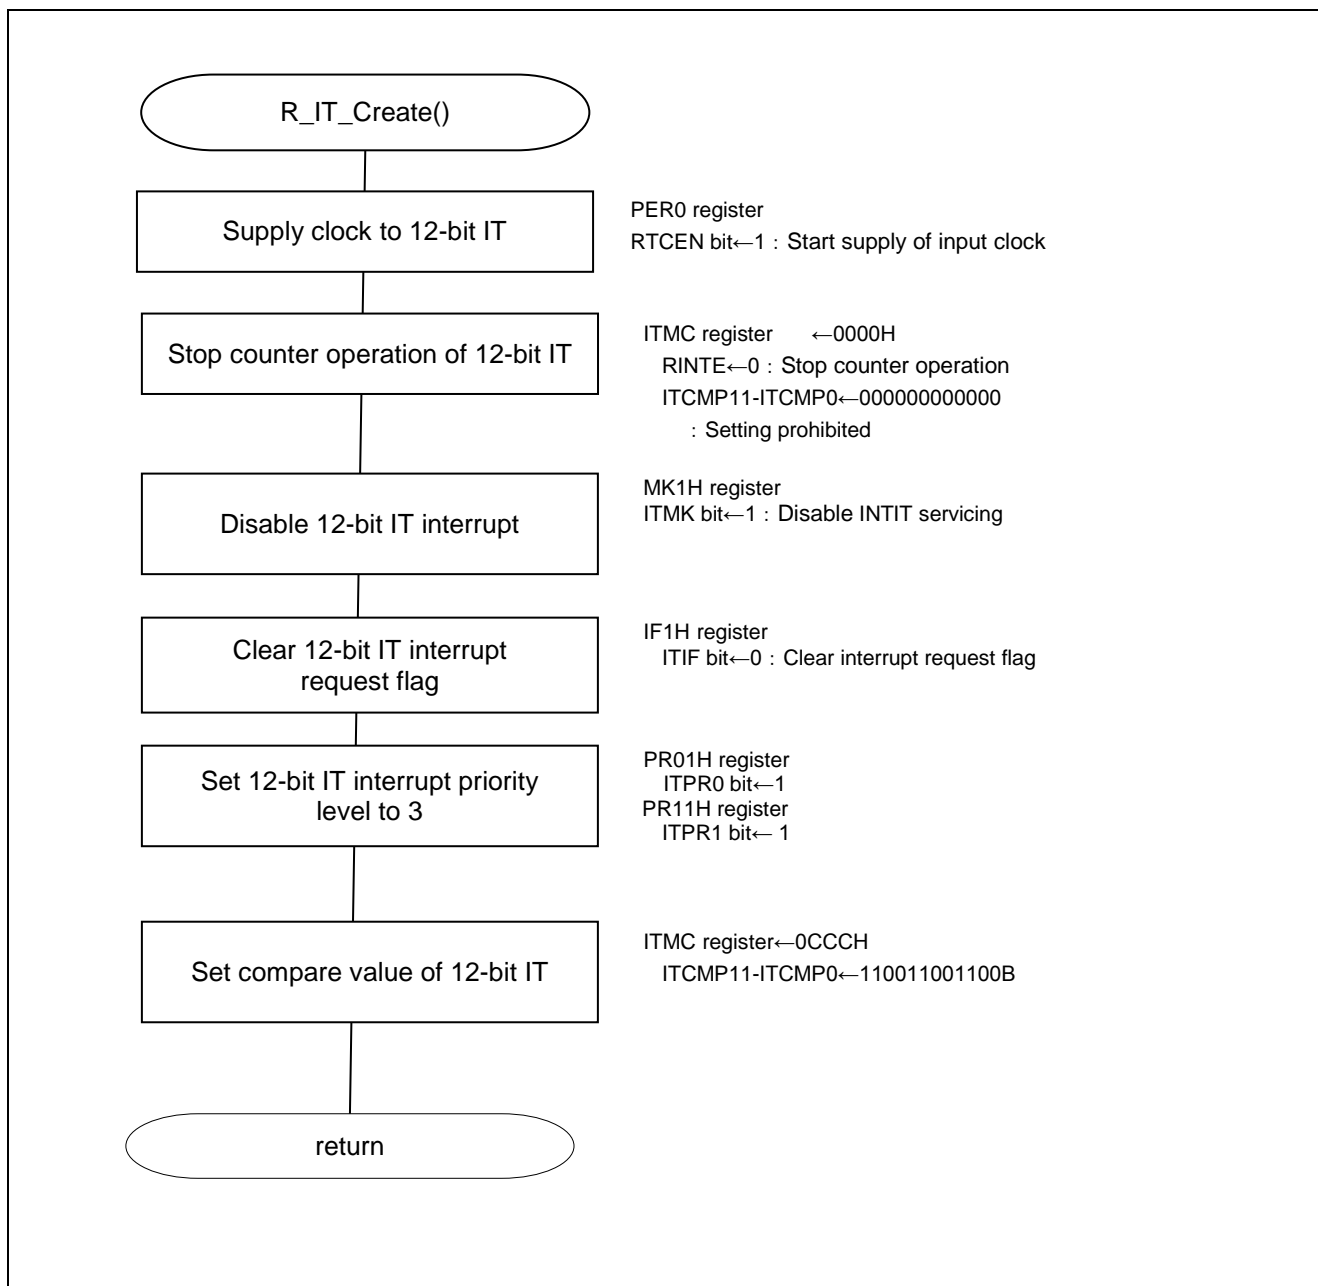 R_IT_Create()
Supply clock to 12-bit IT
PER0 register
RTCEN bit←1 : Start supply of input clock
Stop counter operation of 12-bit IT
ITMC register ←0000H
RINTE←0 : Stop counter operation
ITCMP11-ITCMP0←000000000000
: Setting prohibited
Disable 12-bit IT interrupt
MK1H register
ITMK bit←1 : Disable INTIT servicing
Clear 12-bit IT interrupt
request flag
IF1H register
ITIF bit←0 : Clear interrupt request flag
Set 12-bit IT interrupt priority
level to 3
PR01H register
ITPR0 bit←1
PR11H register
ITPR1 bit← 1
Set compare value of 12-bit IT
ITMC register←0CCCH
ITCMP11-ITCMP0←110011001100B
return